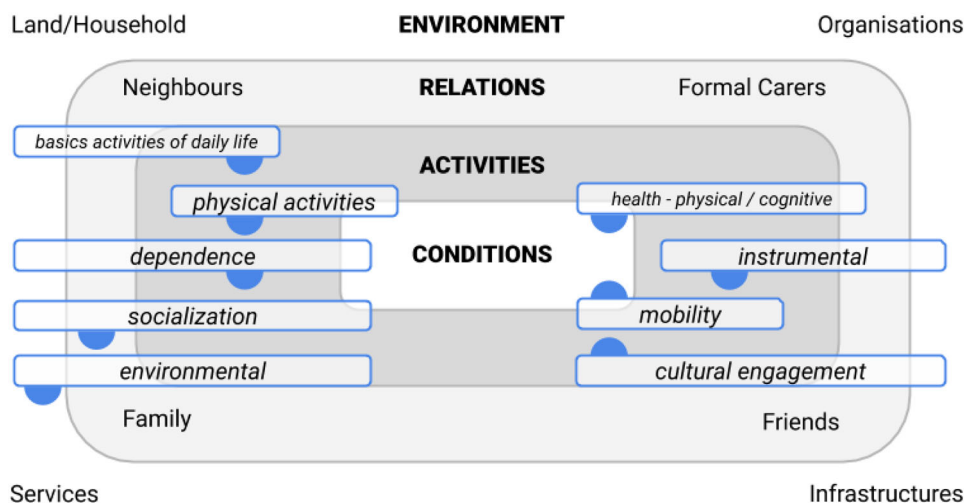 Land/Household
ENVIRONMENT
Organisations
Neighbours
RELATIONS
Formal Carers
basics activities of daily life
ACTIVITIES
physical activities
health - physical / cognitive
dependence
CONDITIONS
instrumental
socialization
mobility
environmental
cultural engagement
Family
Friends
Services
Infrastructures